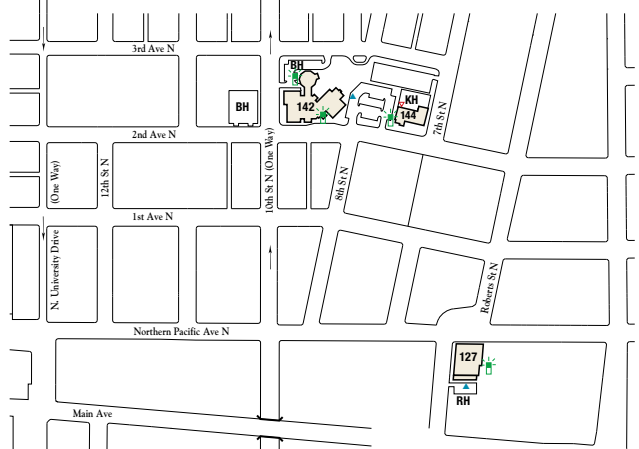 3rd Ave N
BH
142
KH
144
BH
7th St N
2nd Ave N
(One Way)
12th St N
10th St N (One Way)
8th St N
1st Ave N
N. University Drive
Roberts St N
Northern Pacific Ave N
127
RH
Main Ave